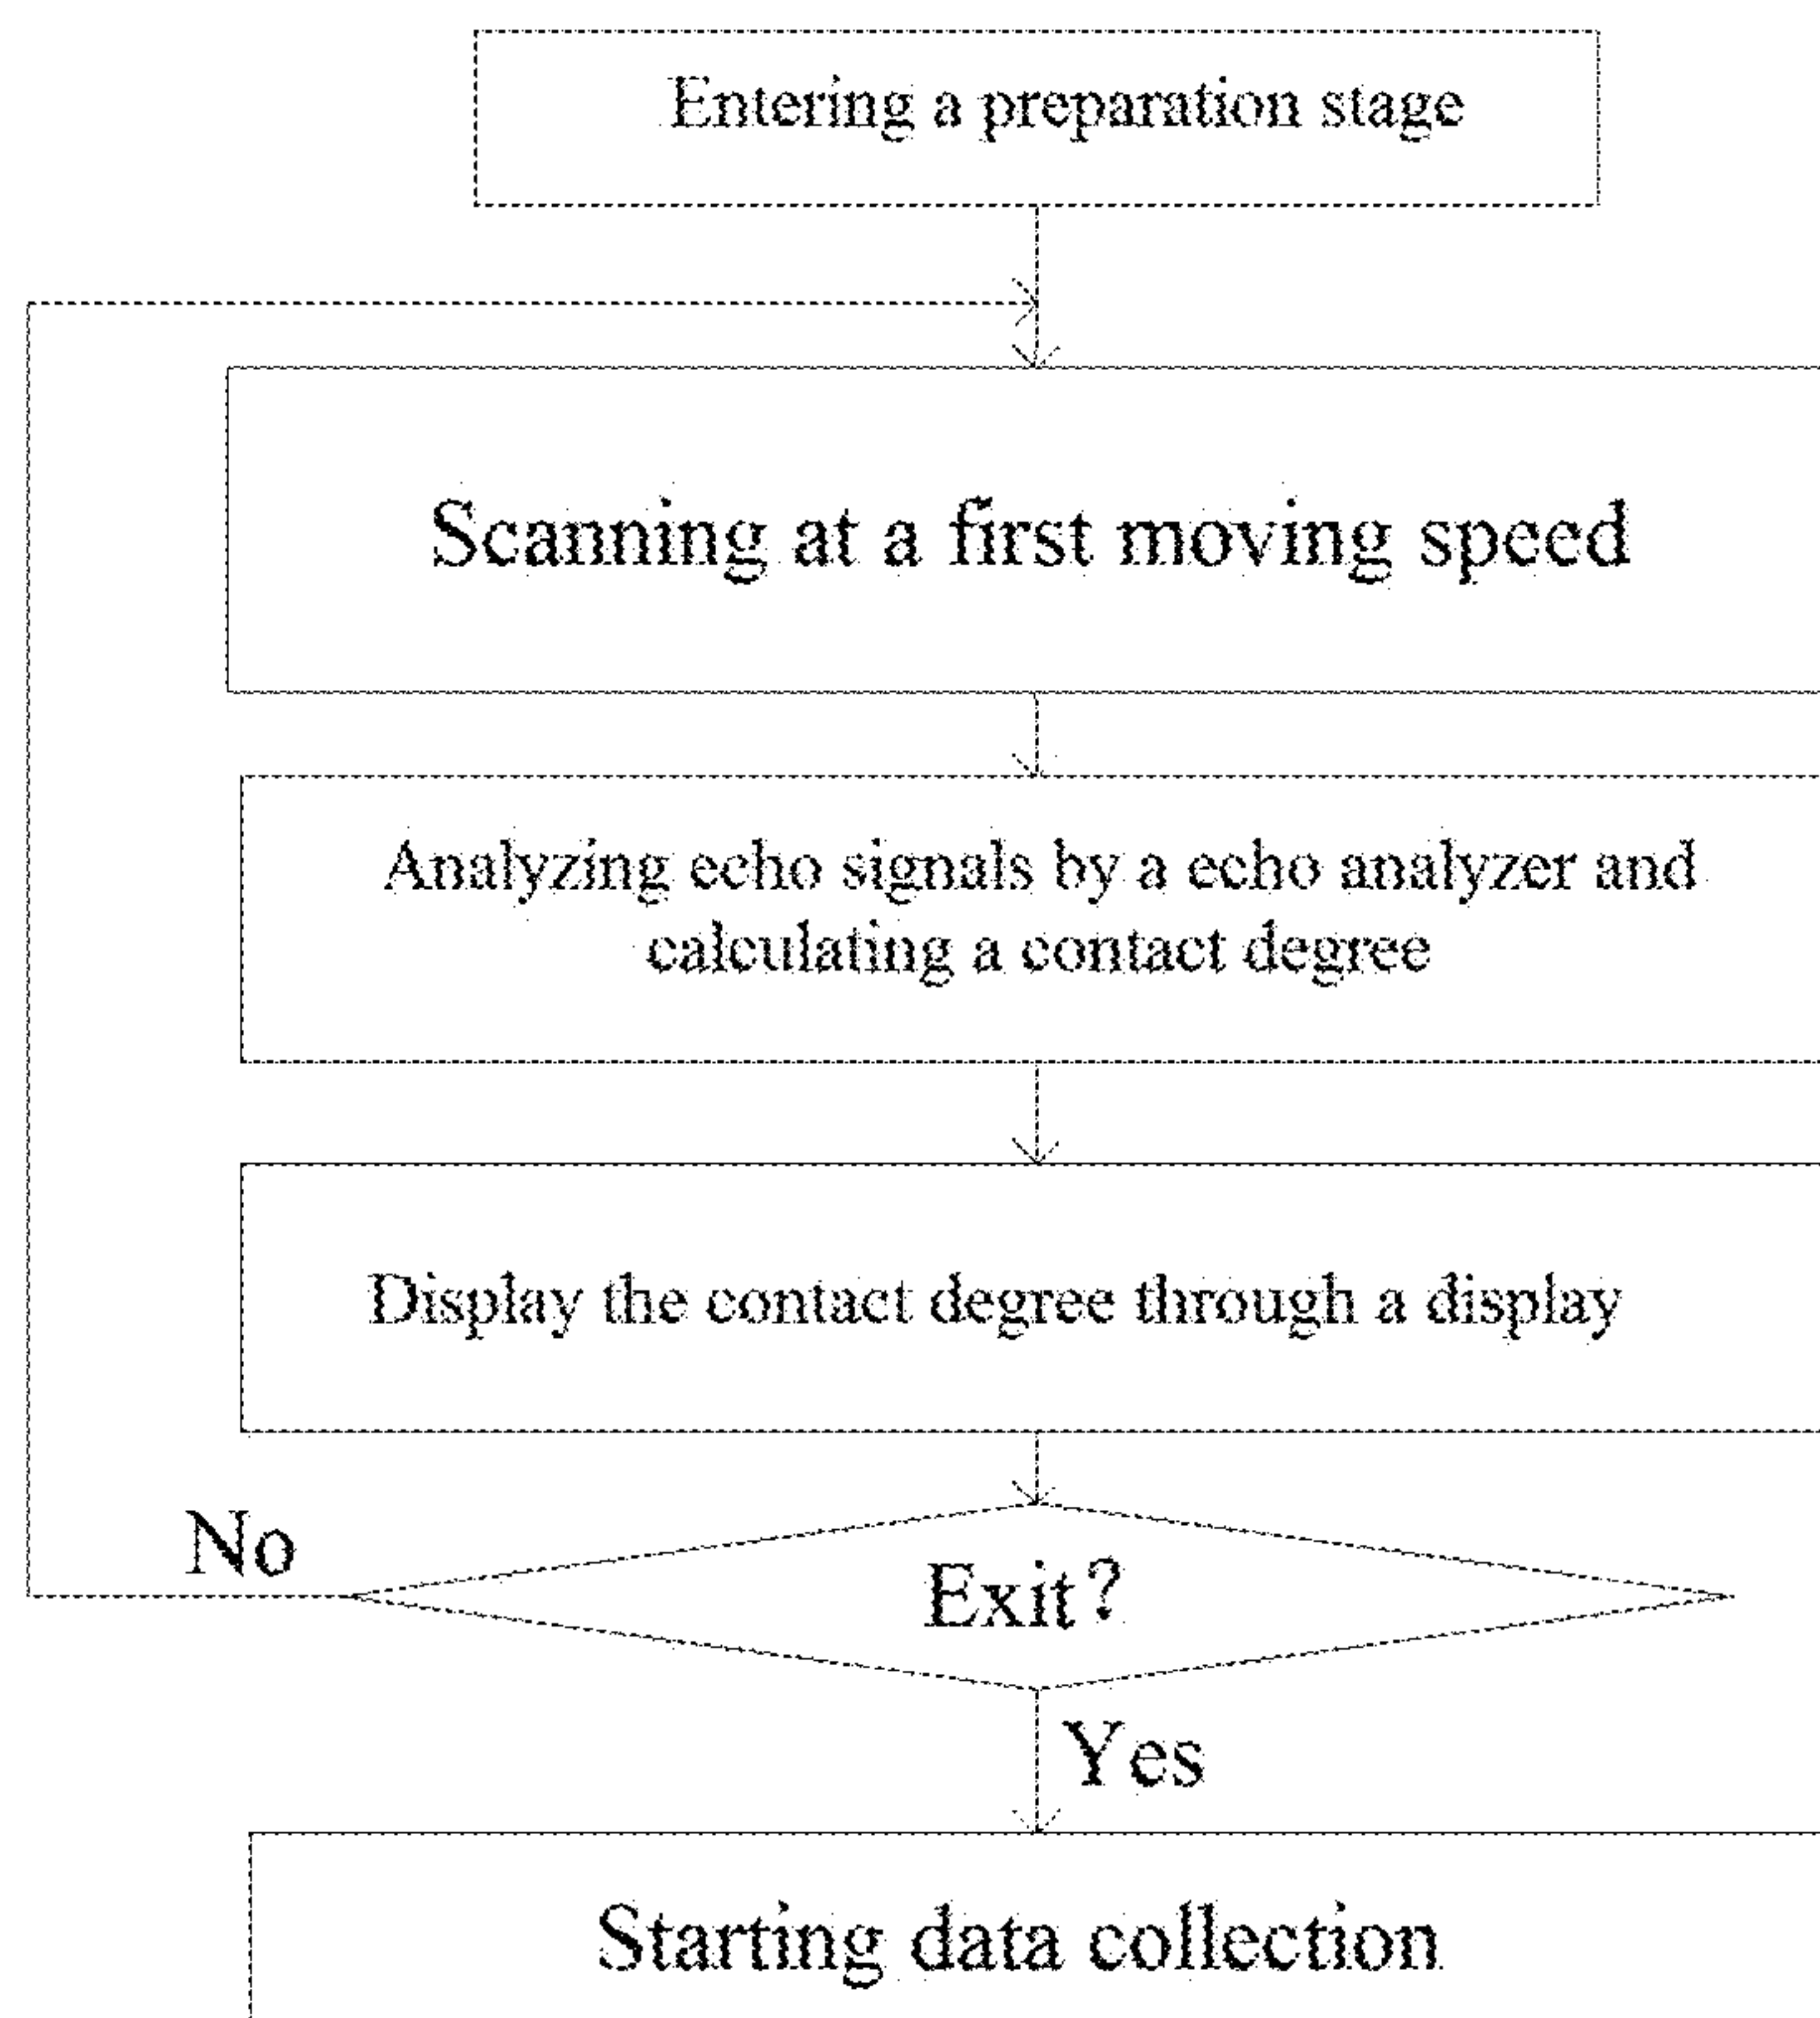 Entering a preparation stage
Scanning at a first moving speed
Analyzing echo signals by a echo analyzer and
calculating a contact degree
Display the contact degree through a display
No
Exit?
Yes
Starting data collection